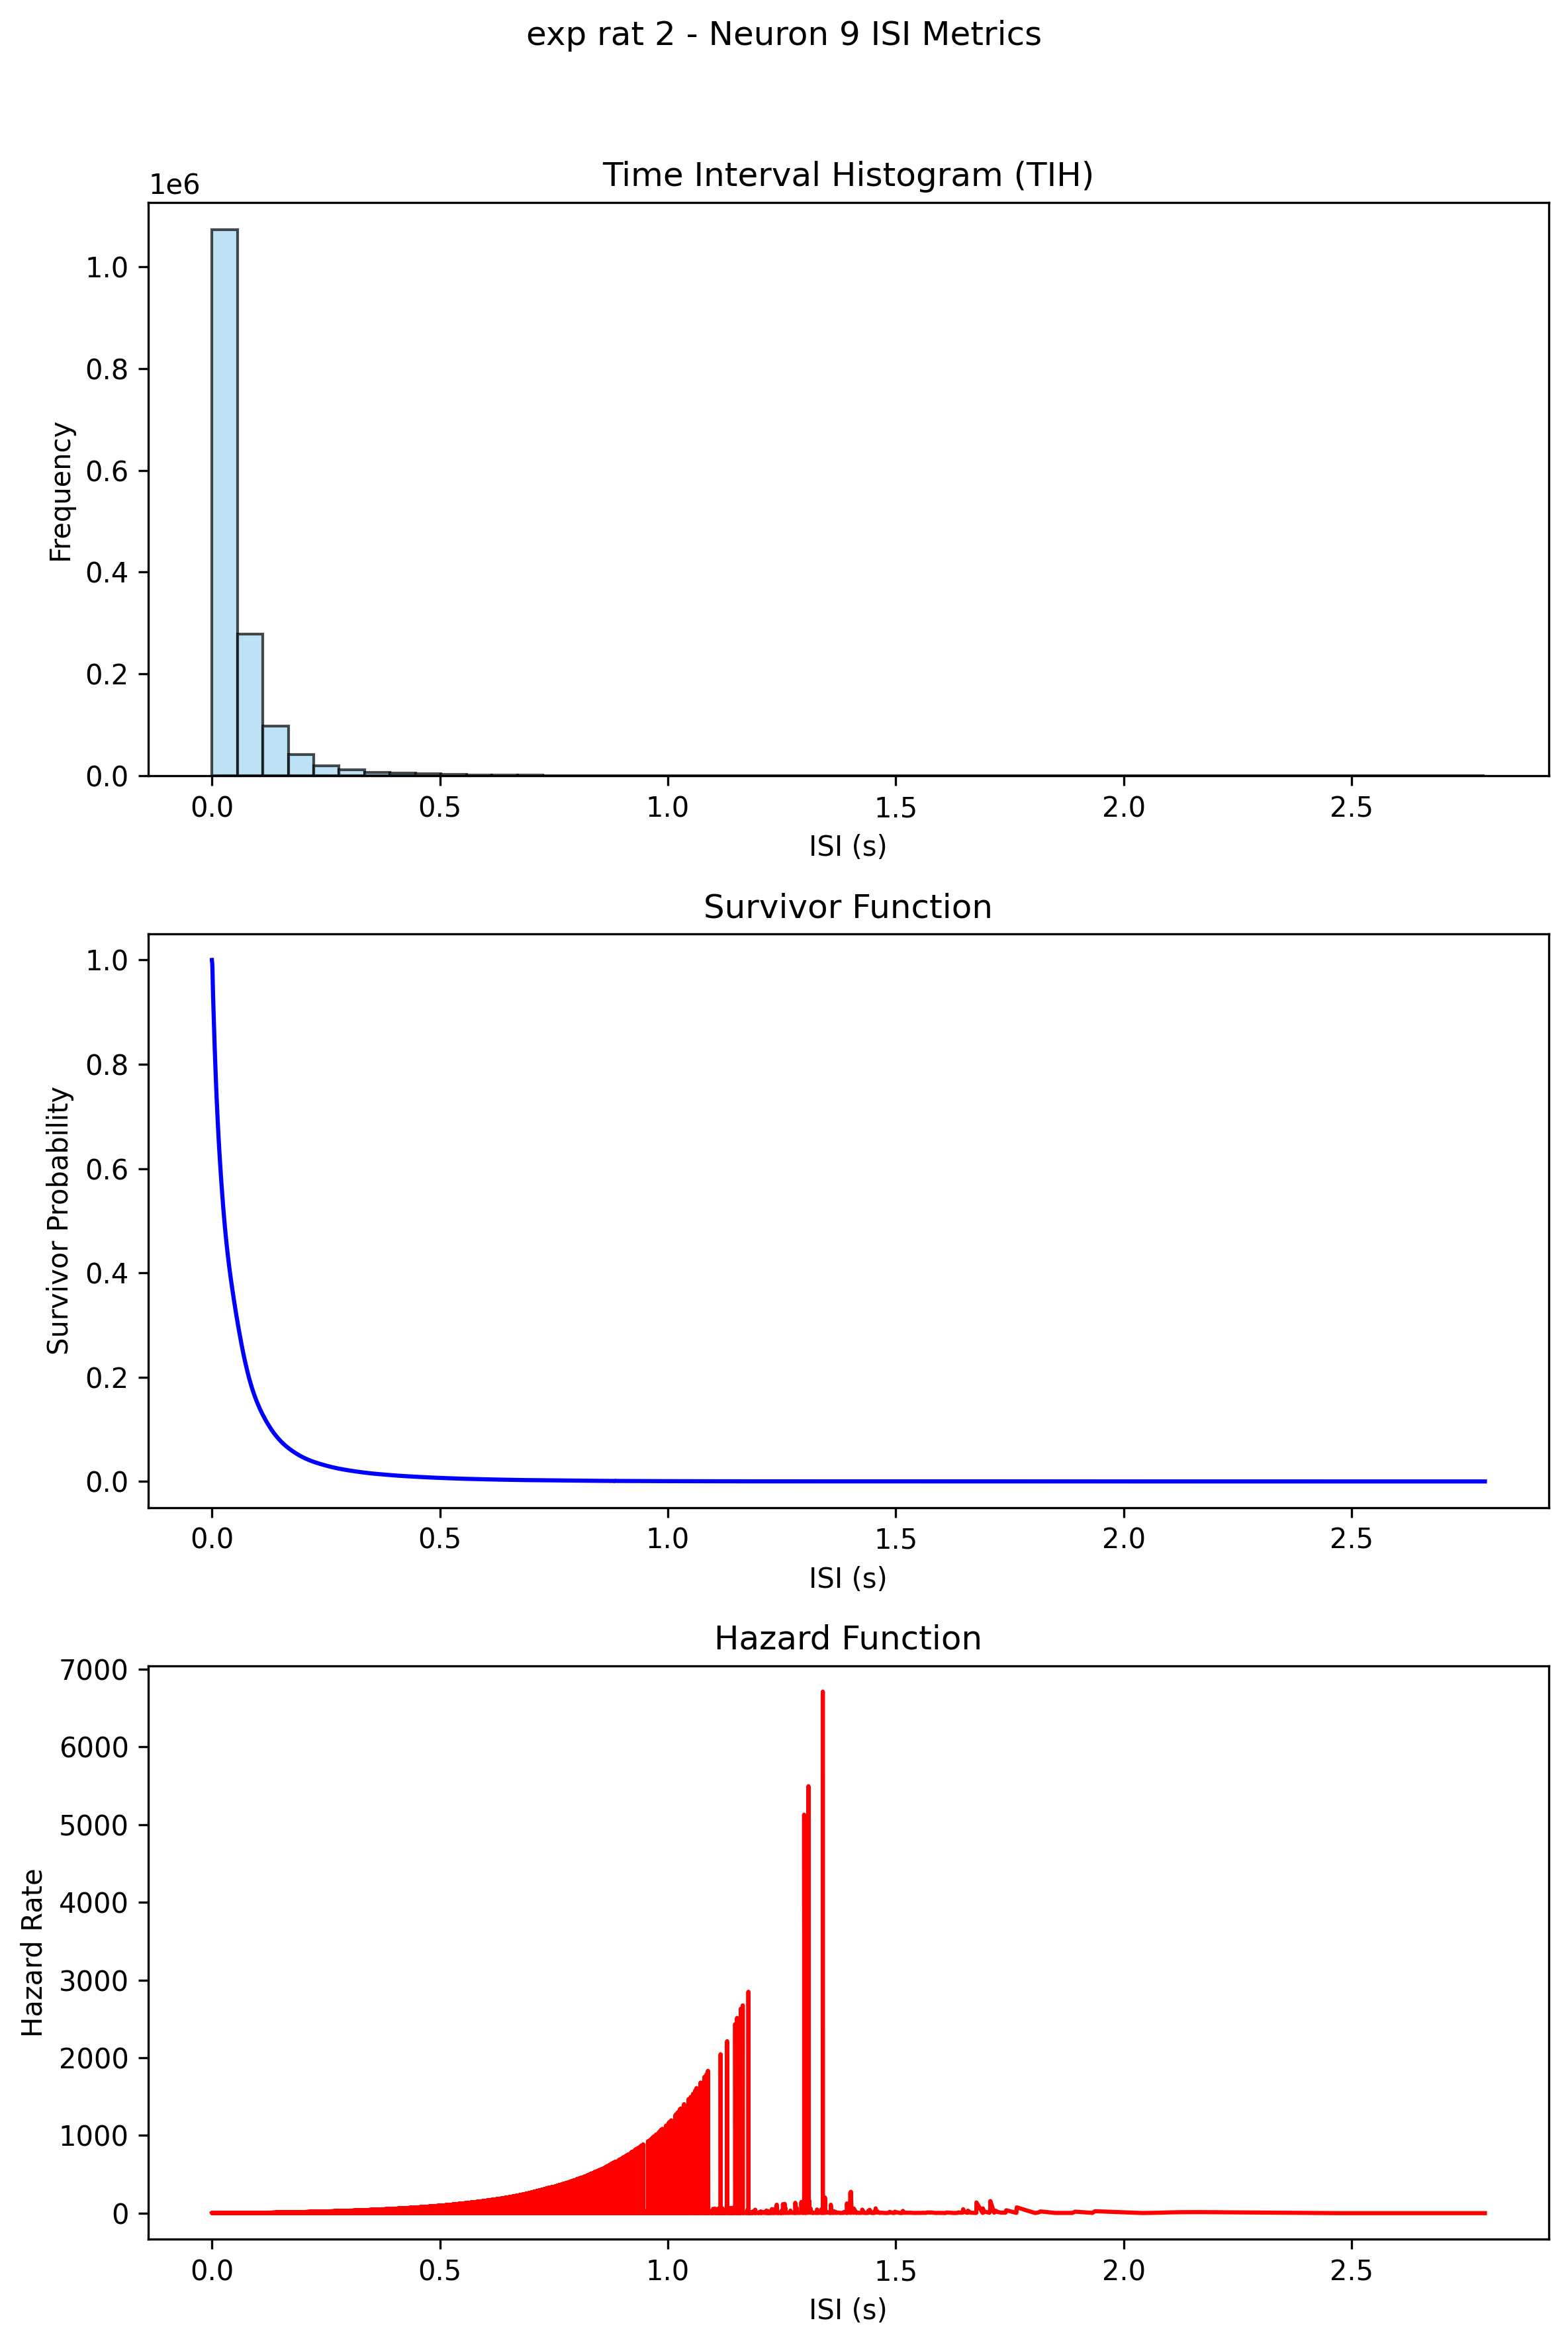 exp rat 2 - Neuron 9 ISI Metrics
Time Interval Histogram (TIH)
1e6
1.0
0.8
0.6
0.4
0.2
0.0
Frequency
0.0 0.5 1.0 1.5 2.0 2.5
ISI (s)
Survivor Function
1.0
0.8
0.6
0.4
0.2
0.0
Survivor Probability
0.0 0.5 1.0 1.5 2.0 2.5
ISI (s)
Hazard Function
7000
6000
5000
4000
3000
2000
1000
0
Hazard Rate
0.0 0.5 1.0 1.5 2.0 2.5
ISI (s)